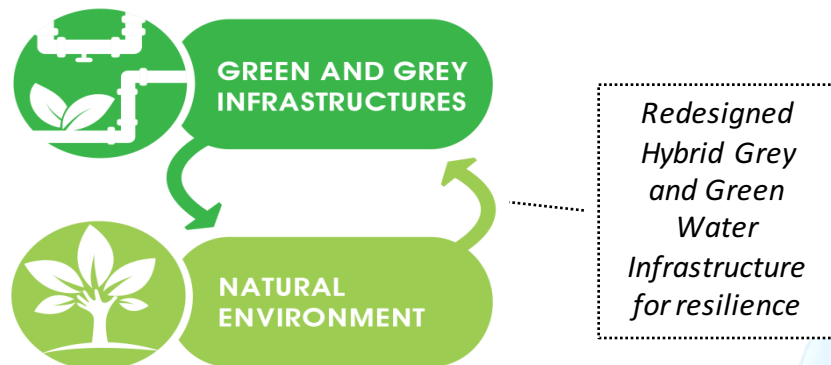 GREEN AND GREY
INFRASTRUCTURES
NATURAL
ENVIRONMENT
Redesigned
Hybrid Grey
and Green
Water
Infrastructure
for resilience